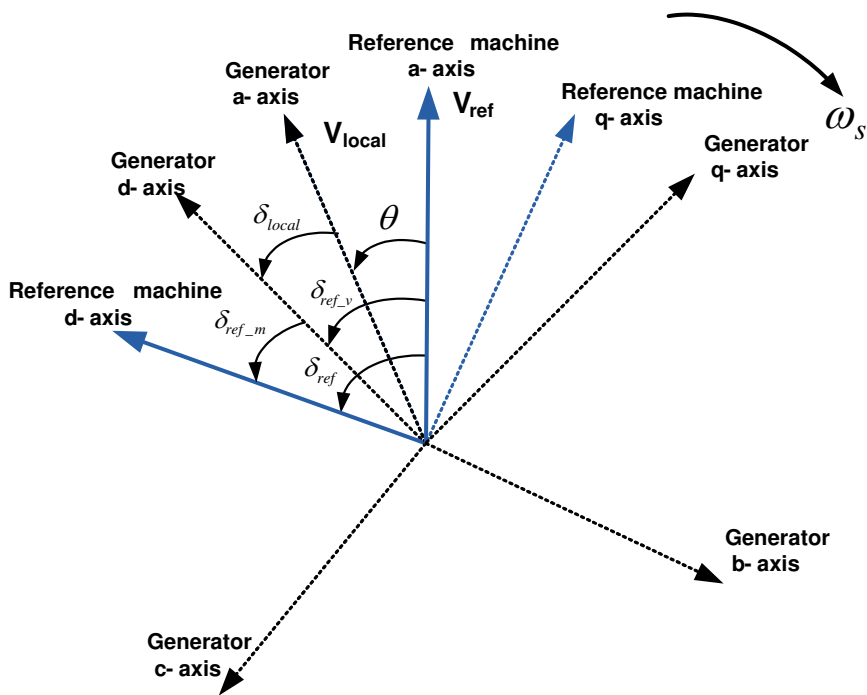 Reference machine
a- axis
Generator
a- axis
V_ref
Reference machine
q- axis
ω_s
V_local
Generator
q- axis
Generator
d- axis
δ_local
θ
Reference machine
d- axis
δ_ref_v
δ_ref_m
δ_ref
Generator
b- axis
Generator
c- axis